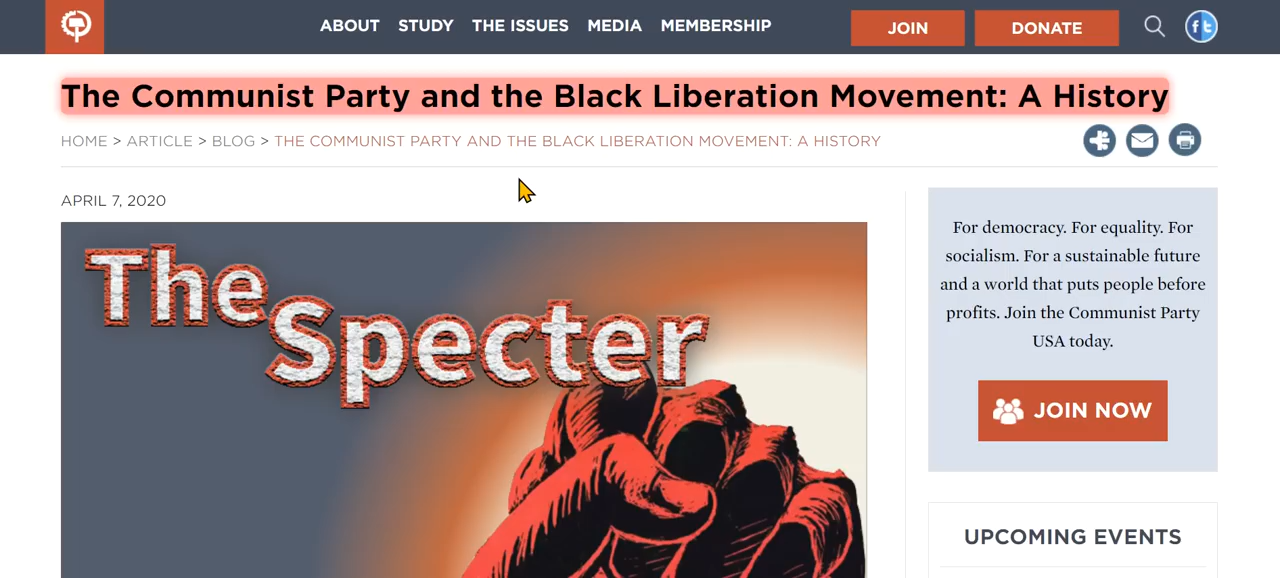 ABOUT STUDY THE ISSUES MEDIA MEMBERSHIP JOIN DONATE
The Communist Party and the Black Liberation Movement: A History
HOME > ARTICLE > BLOG > THE COMMUNIST PARTY AND THE BLACK LIBERATION MOVEMENT: A HISTORY
APRIL 7, 2020
The
Specter
For democracy. For equality. For
socialism. For a sustainable future
and a world that puts people before
profits. Join the Communist Party
USA today.
JOIN NOW
UPCOMING EVENTS